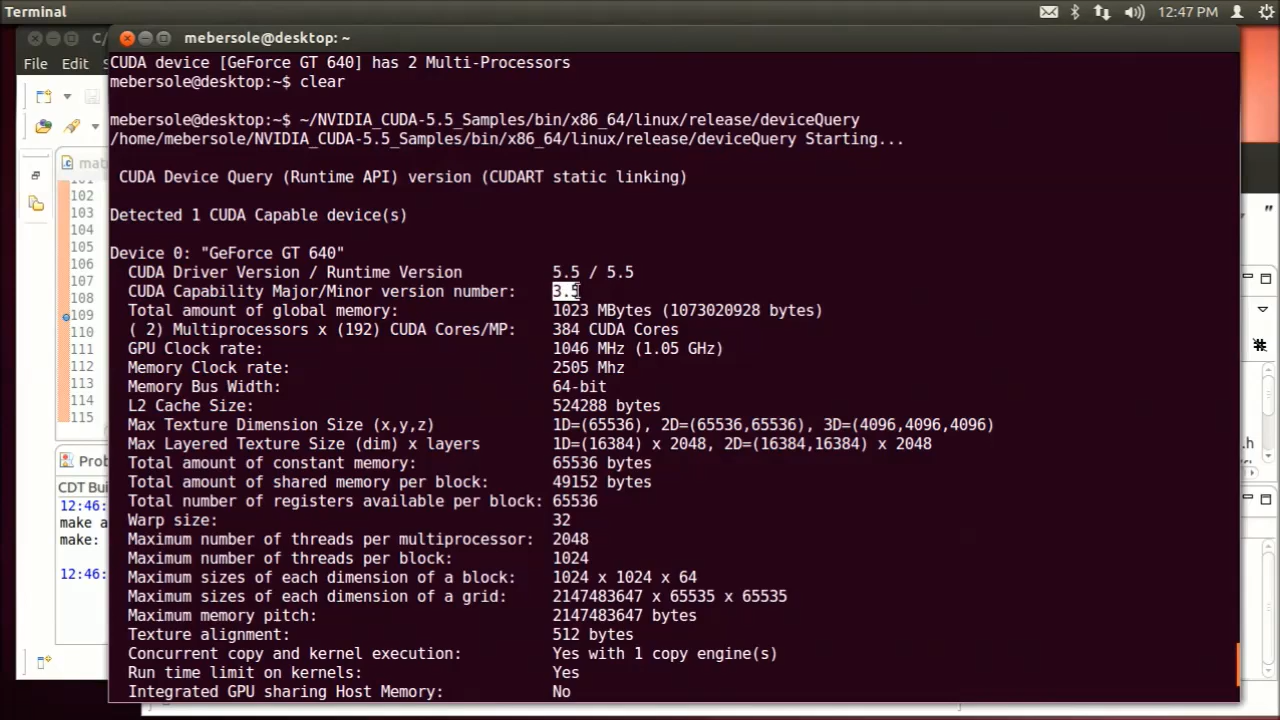 Terminal
12:47 PM
C/
mebersole@desktop: ~
File Edit S
CUDA device [GeForce GT 640] has 2 Multi-Processors
mebersole@desktop:~$ clear
mebersole@desktop:~$ ~/NVIDIA_CUDA-5.5_Samples/bin/x86_64/linux/release/deviceQuery
/home/mebersole/NVIDIA_CUDA-5.5_Samples/bin/x86_64/linux/release/deviceQuery Starting...
CUDA Device Query (Runtime API) version (CUDART static linking)
Detected 1 CUDA Capable device(s)
Device 0: "GeForce GT 640"
CUDA Driver Version / Runtime Version 5.5 / 5.5
CUDA Capability Major/Minor version number: 3.5
Total amount of global memory: 1023 MBytes (1073020928 bytes)
( 2) Multiprocessors x (192) CUDA Cores/MP: 384 CUDA Cores
GPU Clock rate: 1046 MHz (1.05 GHz)
Memory Clock rate: 2505 Mhz
Memory Bus Width: 64-bit
L2 Cache Size: 524288 bytes
Max Texture Dimension Size (x,y,z) 1D=(65536), 2D=(65536,65536), 3D=(4096,4096,4096)
Max Layered Texture Size (dim) x layers 1D=(16384) x 2048, 2D=(16384,16384) x 2048
Total amount of constant memory: 65536 bytes
Total amount of shared memory per block: 49152 bytes
Total number of registers available per block: 65536
Warp size: 32
Maximum number of threads per multiprocessor: 2048
Maximum number of threads per block: 1024
Maximum sizes of each dimension of a block: 1024 x 1024 x 64
Maximum sizes of each dimension of a grid: 2147483647 x 65535 x 65535
Maximum memory pitch: 2147483647 bytes
Texture alignment: 512 bytes
Concurrent copy and kernel execution: Yes with 1 copy engine(s)
Run time limit on kernels: Yes
Integrated GPU sharing Host Memory: No
mat
102
103
104
105
106
107
108
109
110
111
112
113
114
115
Prob
CDT Bui
12:46:
make a
make:
12:46:
.h